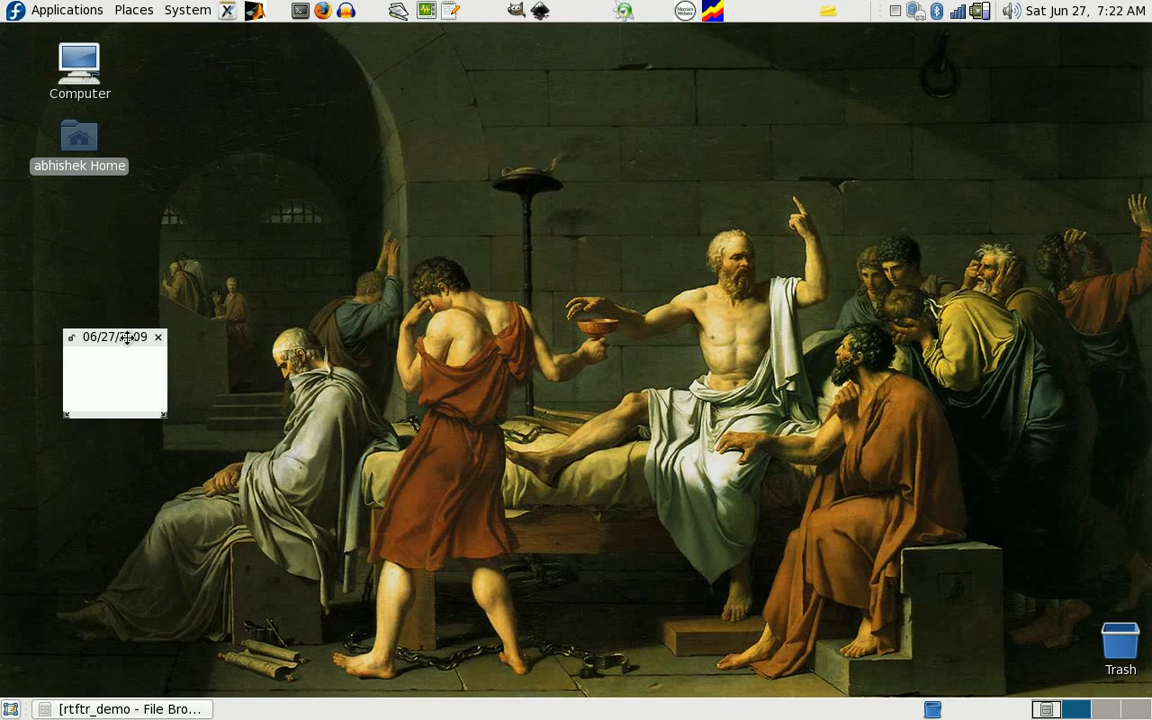 Applications Places System Sat Jun 27, 7:22 AM
Computer
abhishek Home
Trash
[rtftr_demo - File Bro...